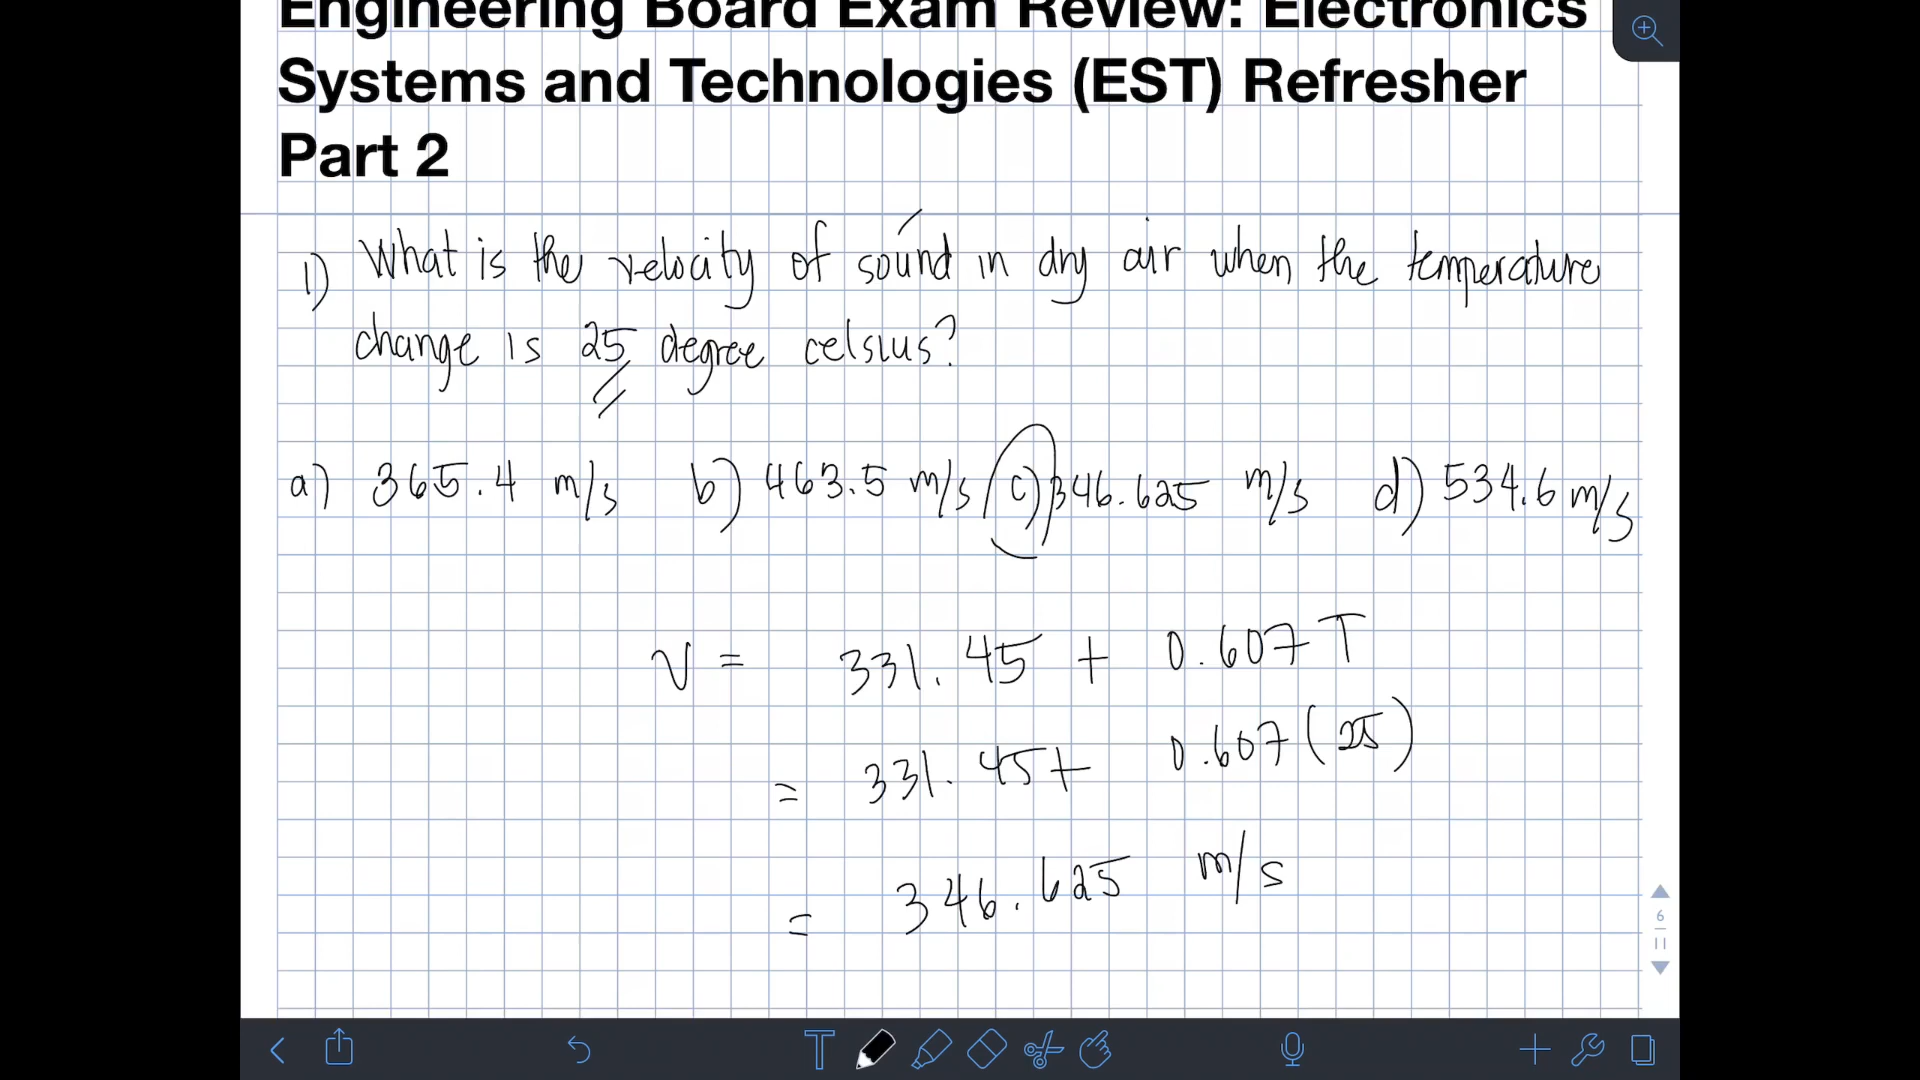 Engineering Board Exam Review: Electronics
Systems and Technologies (EST) Refresher
Part 2
1) What is the velocity of sound in dry air when the temperature
change is 25 degree celsius?
a) 365.4 m/s b) 463.5 m/s c) 346.625 m/s d) 534.6 m/s
V = 331.45 + 0.607 T
= 331.45 + 0.607 (25)
= 346.625 m/s
6
11
T